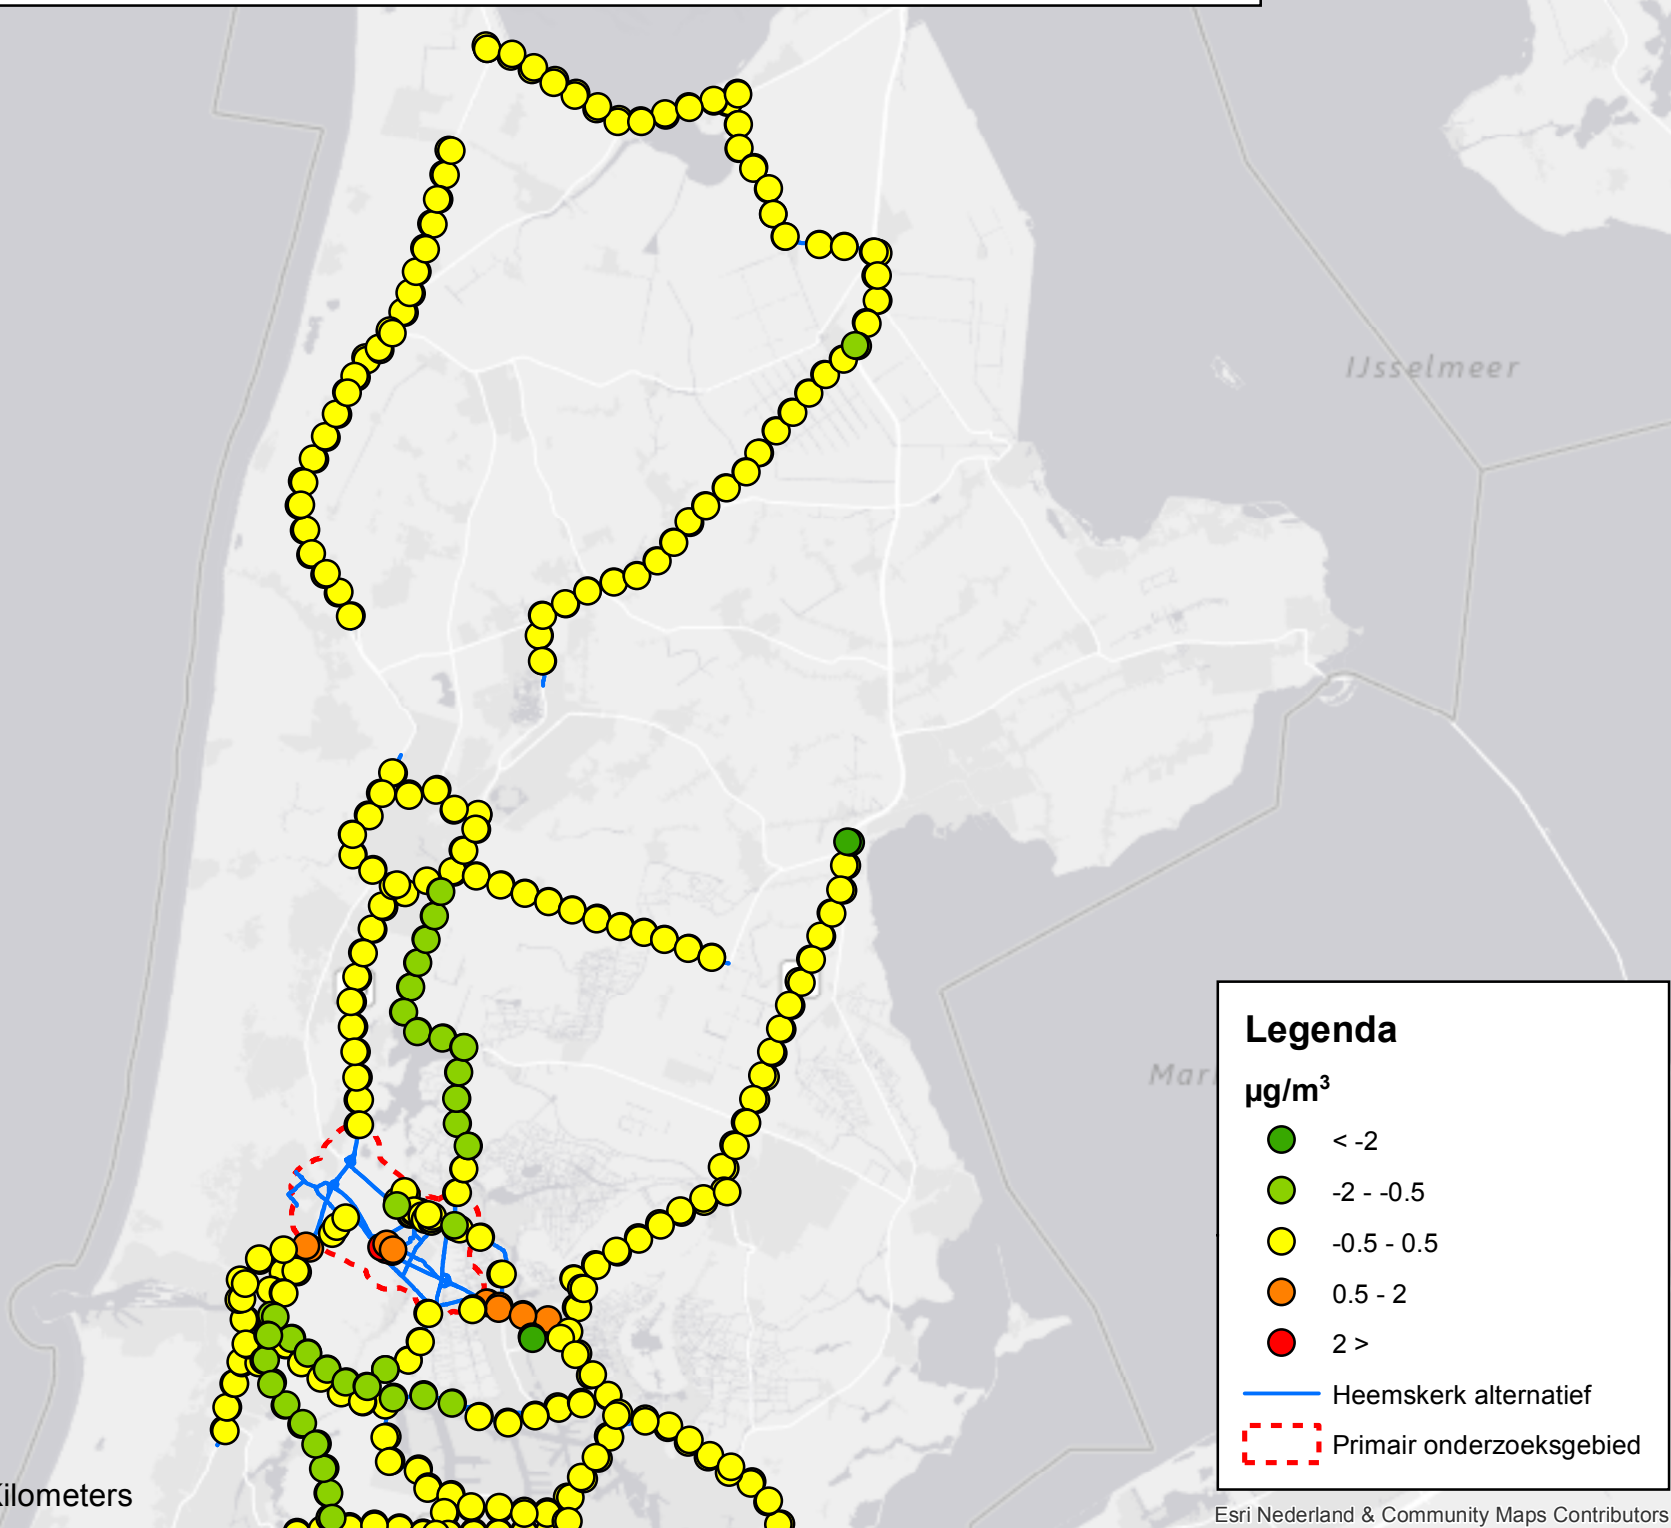 IJsselmeer
Mar
Legenda
µg/m³
< -2
-2 - -0.5
-0.5 - 0.5
0.5 - 2
2 >
Heemskerk alternatief
Primair onderzoeksgebied
ilometers
Esri Nederland & Community Maps Contributors